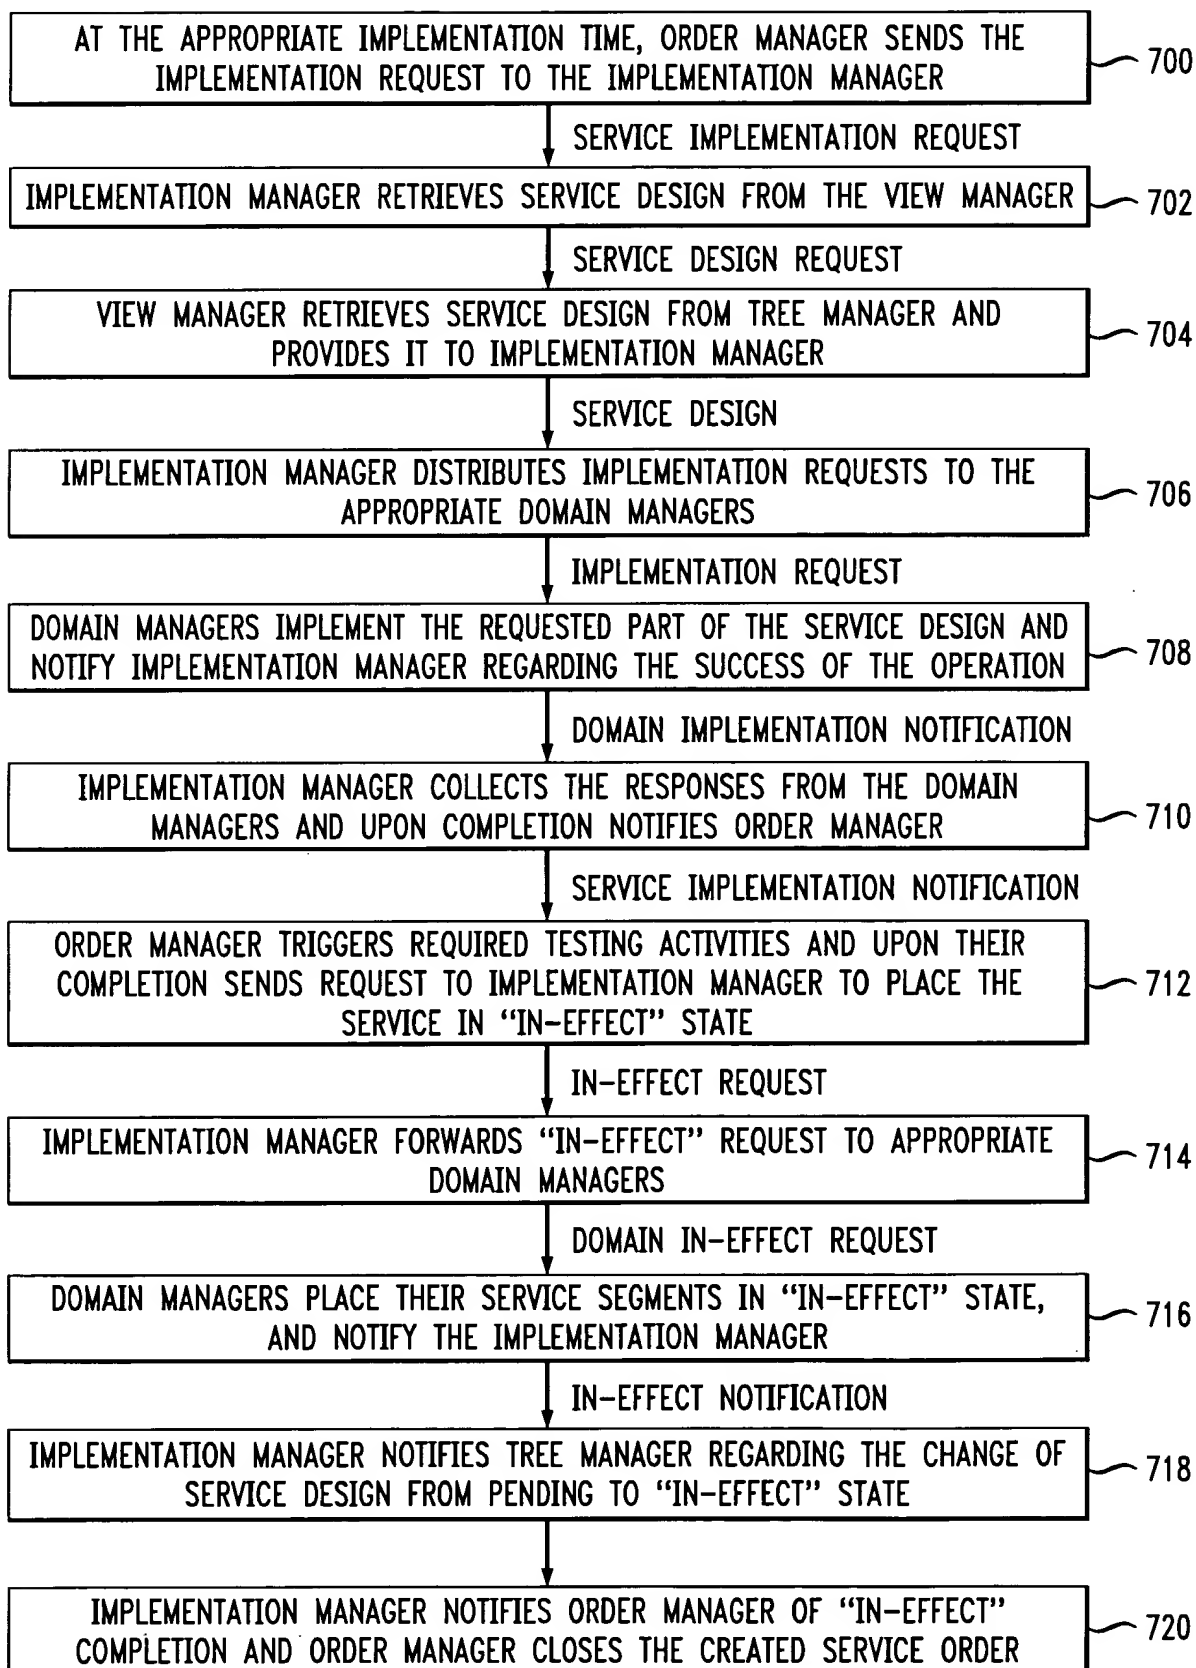 AT THE APPROPRIATE IMPLEMENTATION TIME, ORDER MANAGER SENDS THE
IMPLEMENTATION REQUEST TO THE IMPLEMENTATION MANAGER
700
SERVICE IMPLEMENTATION REQUEST
IMPLEMENTATION MANAGER RETRIEVES SERVICE DESIGN FROM THE VIEW MANAGER
702
SERVICE DESIGN REQUEST
VIEW MANAGER RETRIEVES SERVICE DESIGN FROM TREE MANAGER AND
PROVIDES IT TO IMPLEMENTATION MANAGER
704
SERVICE DESIGN
IMPLEMENTATION MANAGER DISTRIBUTES IMPLEMENTATION REQUESTS TO THE
APPROPRIATE DOMAIN MANAGERS
706
IMPLEMENTATION REQUEST
DOMAIN MANAGERS IMPLEMENT THE REQUESTED PART OF THE SERVICE DESIGN AND
NOTIFY IMPLEMENTATION MANAGER REGARDING THE SUCCESS OF THE OPERATION
708
DOMAIN IMPLEMENTATION NOTIFICATION
IMPLEMENTATION MANAGER COLLECTS THE RESPONSES FROM THE DOMAIN
MANAGERS AND UPON COMPLETION NOTIFIES ORDER MANAGER
710
SERVICE IMPLEMENTATION NOTIFICATION
ORDER MANAGER TRIGGERS REQUIRED TESTING ACTIVITIES AND UPON THEIR
COMPLETION SENDS REQUEST TO IMPLEMENTATION MANAGER TO PLACE THE
SERVICE IN “IN-EFFECT” STATE
712
IN-EFFECT REQUEST
IMPLEMENTATION MANAGER FORWARDS “IN-EFFECT” REQUEST TO APPROPRIATE
DOMAIN MANAGERS
714
DOMAIN IN-EFFECT REQUEST
DOMAIN MANAGERS PLACE THEIR SERVICE SEGMENTS IN “IN-EFFECT” STATE,
AND NOTIFY THE IMPLEMENTATION MANAGER
716
IN-EFFECT NOTIFICATION
IMPLEMENTATION MANAGER NOTIFIES TREE MANAGER REGARDING THE CHANGE OF
SERVICE DESIGN FROM PENDING TO “IN-EFFECT” STATE
718
IMPLEMENTATION MANAGER NOTIFIES ORDER MANAGER OF “IN-EFFECT”
COMPLETION AND ORDER MANAGER CLOSES THE CREATED SERVICE ORDER
720